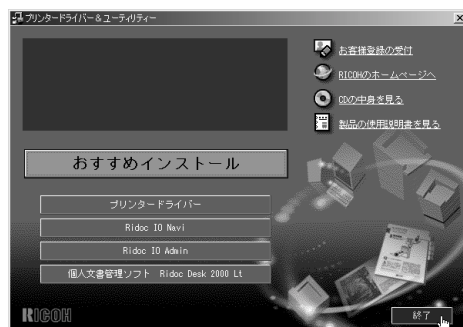 プリンタードライバー＆ユーティリティー
お客様登録の受付
RICOHのホームページへ
CDの中身を見る
製品の使用説明書を見る
おすすめインストール
プリンタードライバー
Ridoc IO Navi
Ridoc IO Admin
個人文書管理ソフト　Ridoc Desk 2000 Lt
RICOH
終了